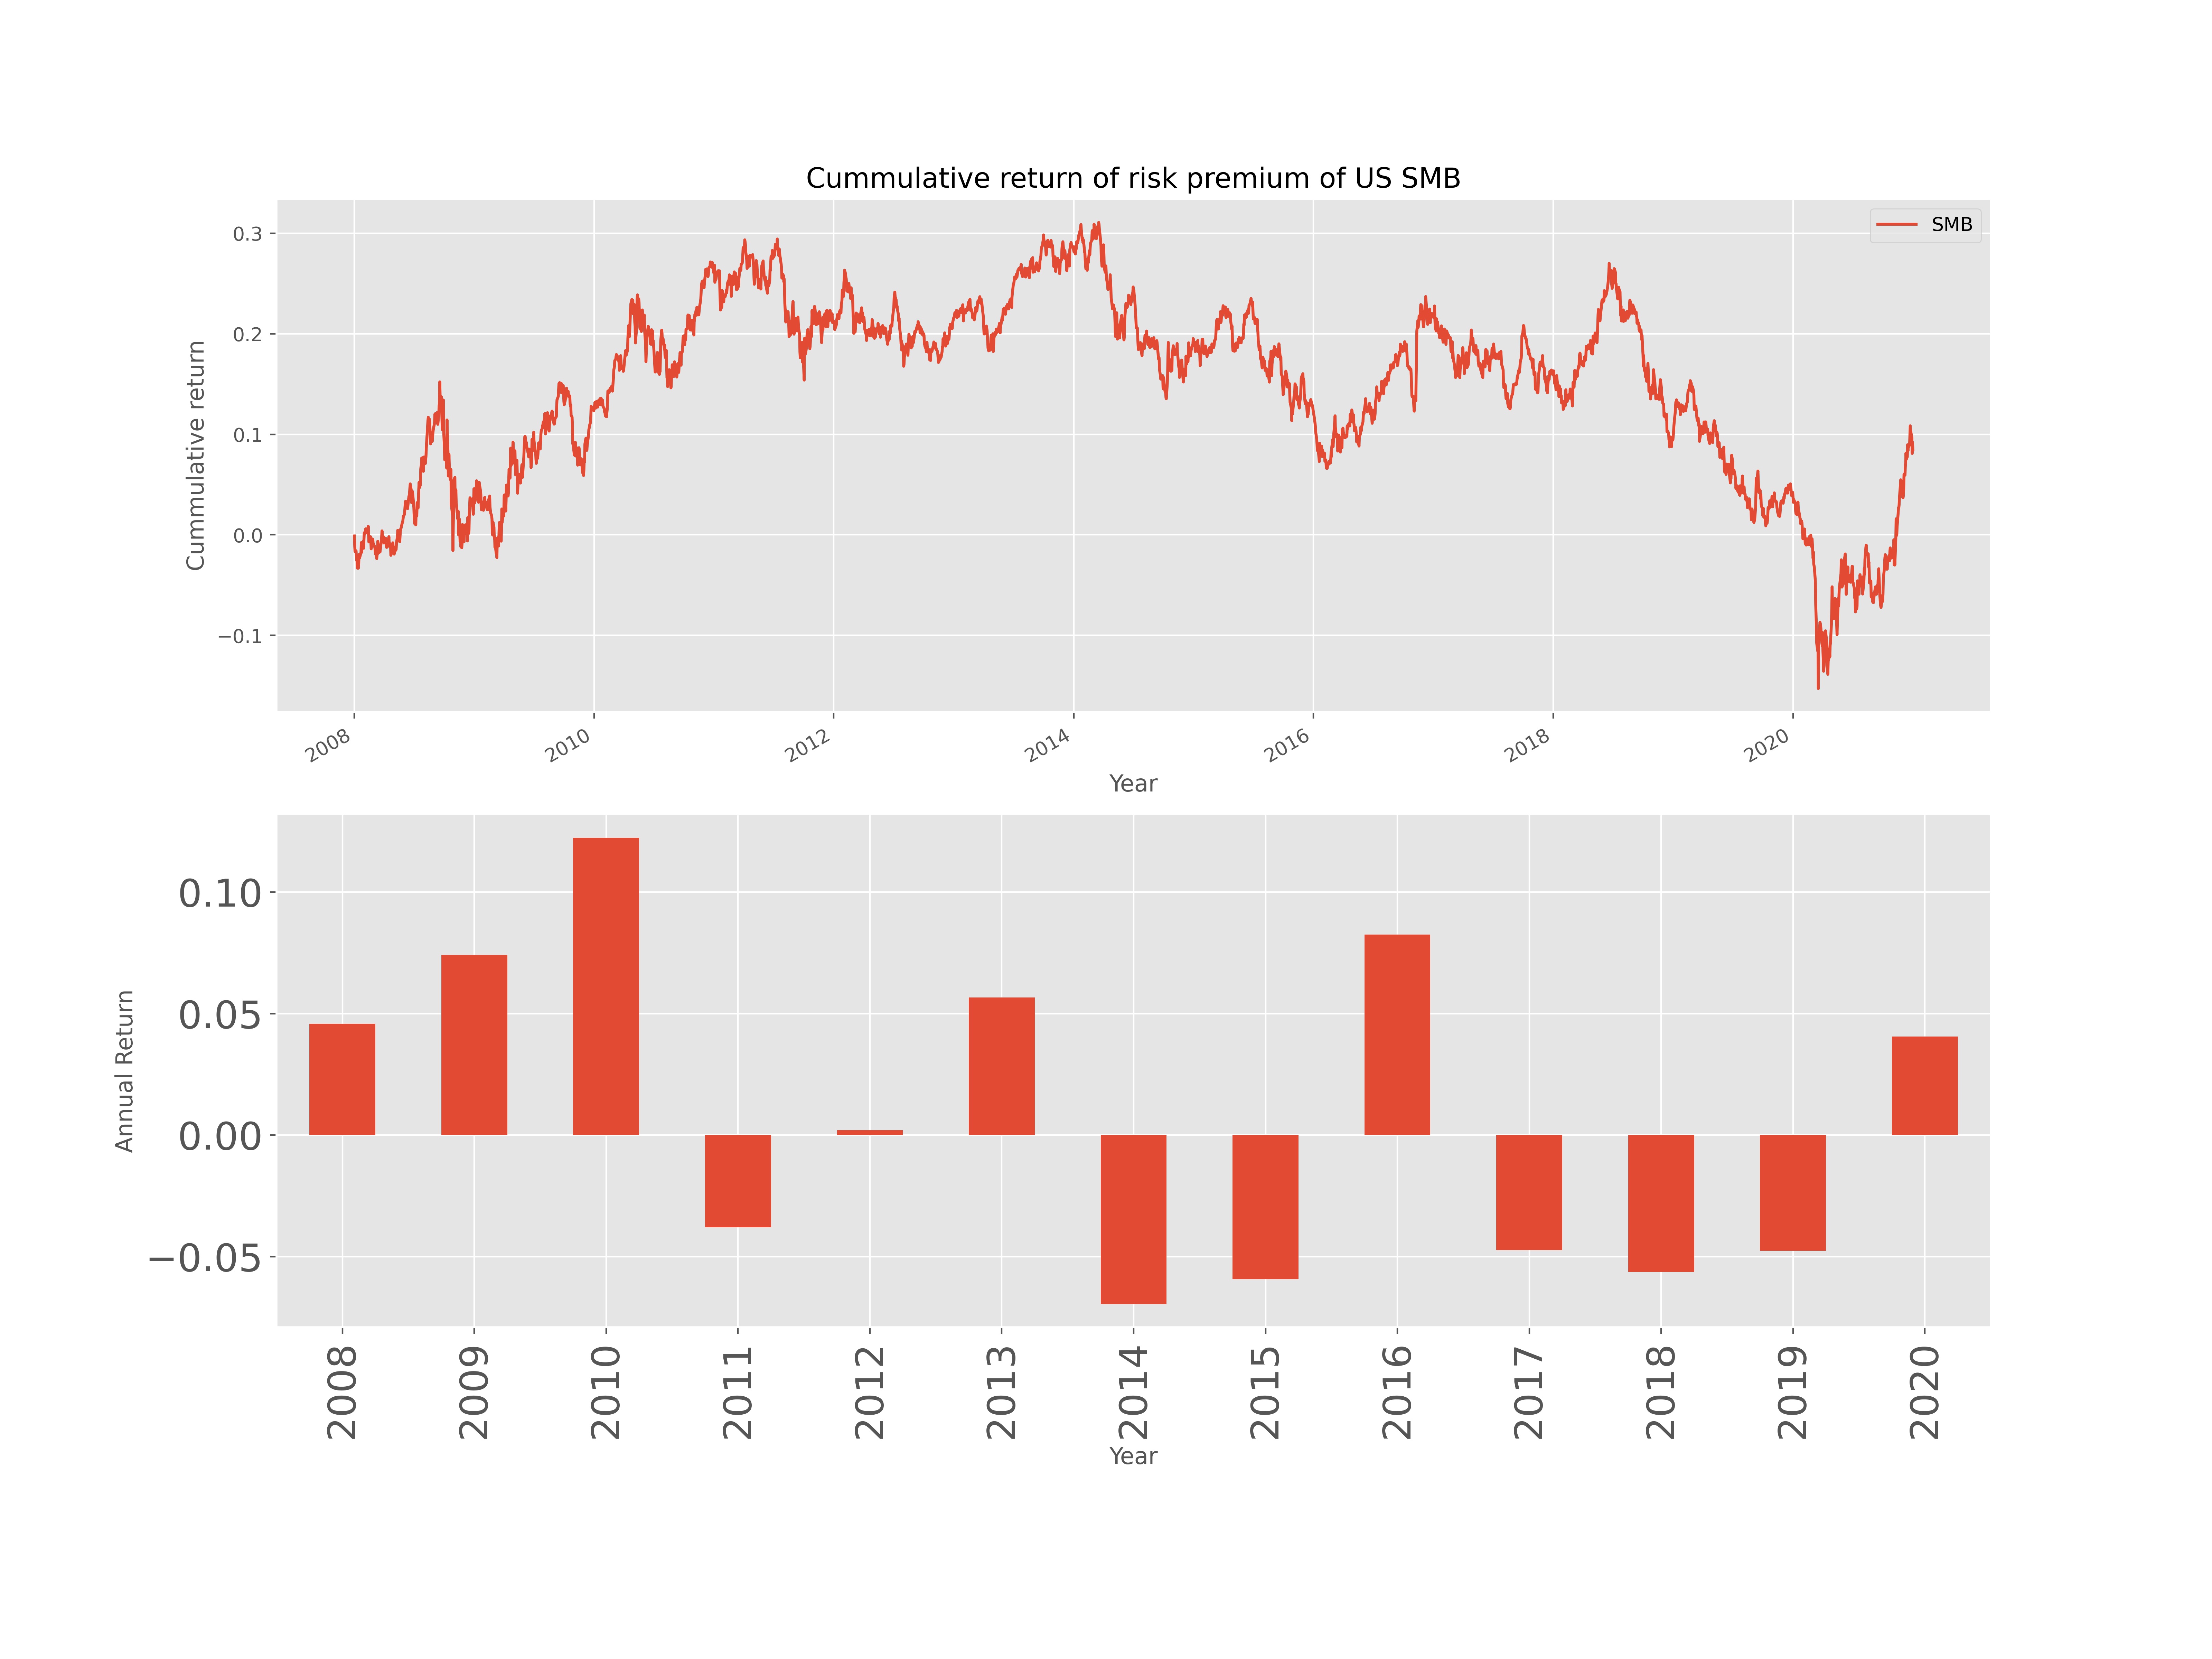 Cummulative return of risk premium of US SMB
SMB
Cummulative return
0.3
0.2
0.1
0.0
−0.1
2008 2010 2012 2014 2016 2018 2020
Year
Annual Return
0.10
0.05
0.00
−0.05
2008 2009 2010 2011 2012 2013 2014 2015 2016 2017 2018 2019 2020
Year